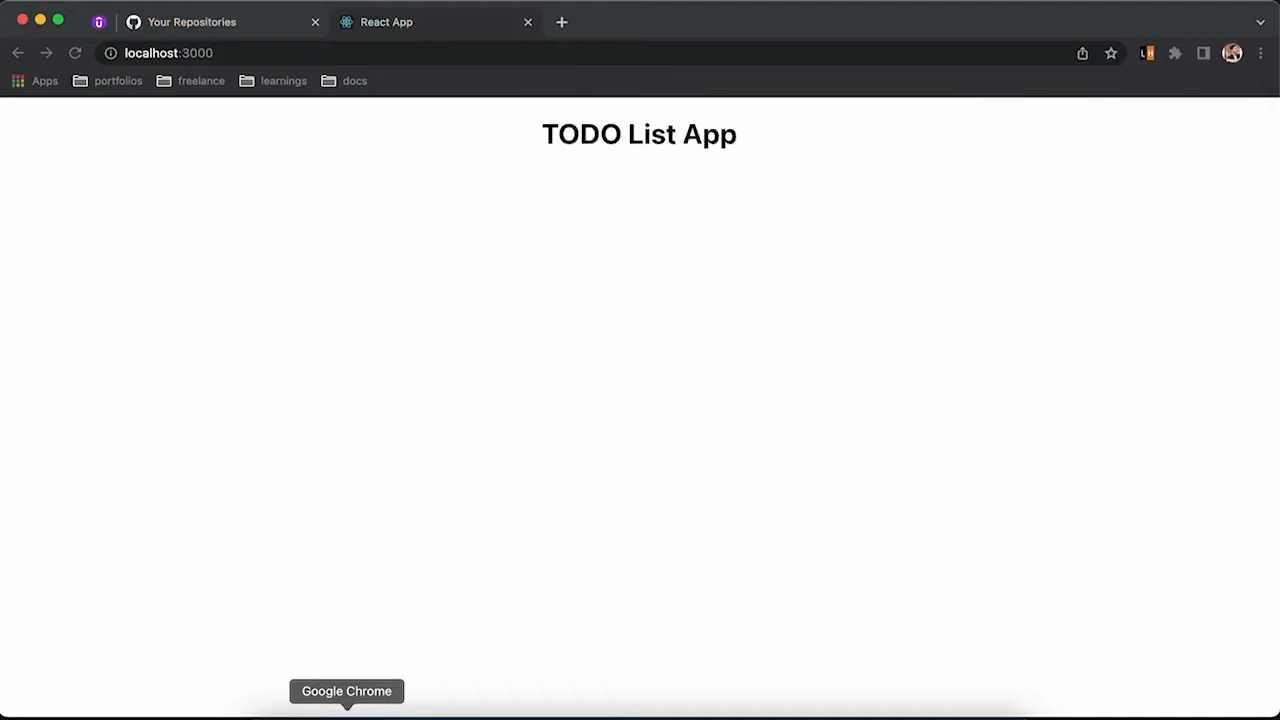 Your Repositories
React App
localhost:3000
Apps
portfolios
freelance
learnings
docs
TODO List App
Google Chrome